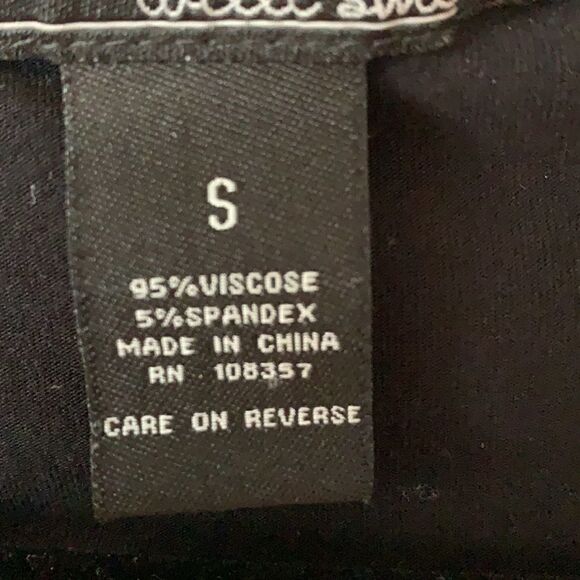 S
95%VISCOSE
5%SPANDEX
MADE IN CHINA
RN 108357
CARE ON REVERSE